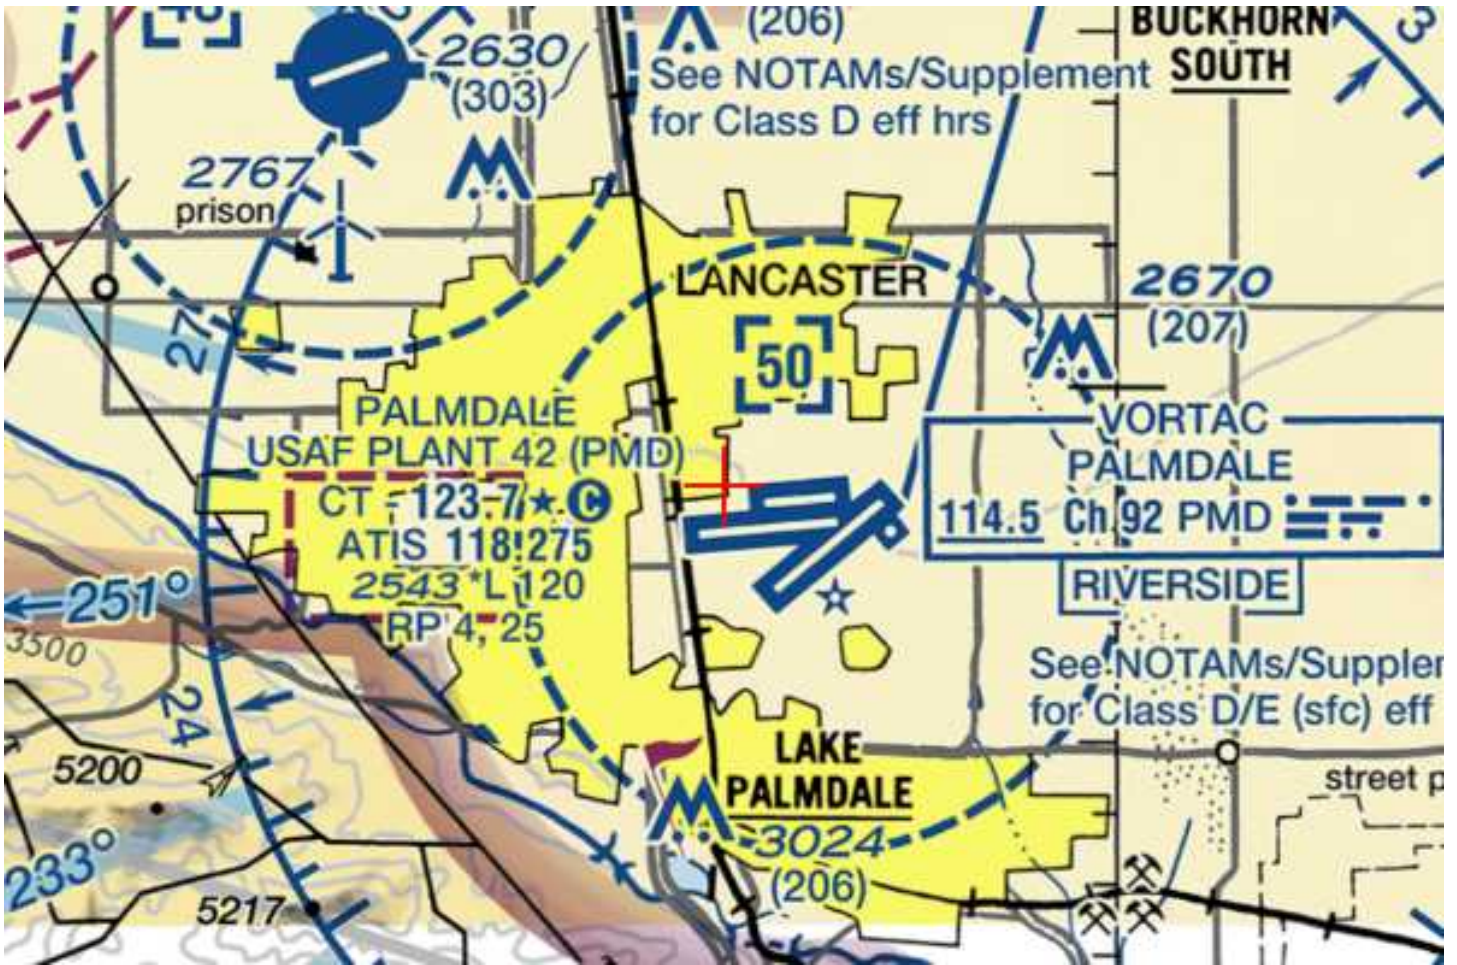 2630
(303)
(206)
See NOTAMs/Supplement
for Class D eff hrs
BUCKHORN
SOUTH
3
2767
prison
27
LANCASTER
50
2670
(207)
PALMDALE
USAF PLANT 42 (PMD)
CT - 123.7 ★ C
ATIS 118.275
2543 *L 120
RP 4, 25
VORTAC
PALMDALE
114.5 Ch 92 PMD
RIVERSIDE
See NOTAMs/Supplem
for Class D/E (sfc) eff
251°
3500
24
5200
233°
5217
LAKE
PALMDALE
3024
(206)
street p